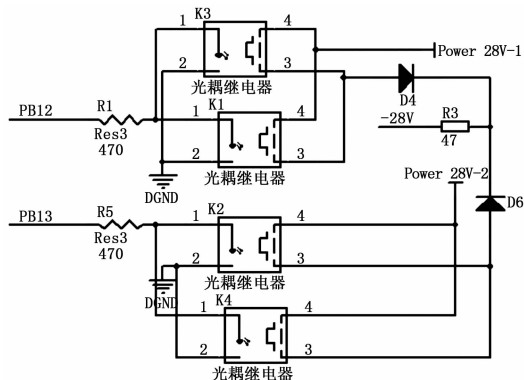 K3
1
4
Power 28V-1
2
3
光耦继电器
D4
PB12
R1
Res3
470
K1
1
4
-28V
R3
47
2
3
DGND
光耦继电器
Power 28V-2
PB13
R5
Res3
470
K2
1
4
D6
2
3
DGND
光耦继电器
K4
1
4
2
3
光耦继电器